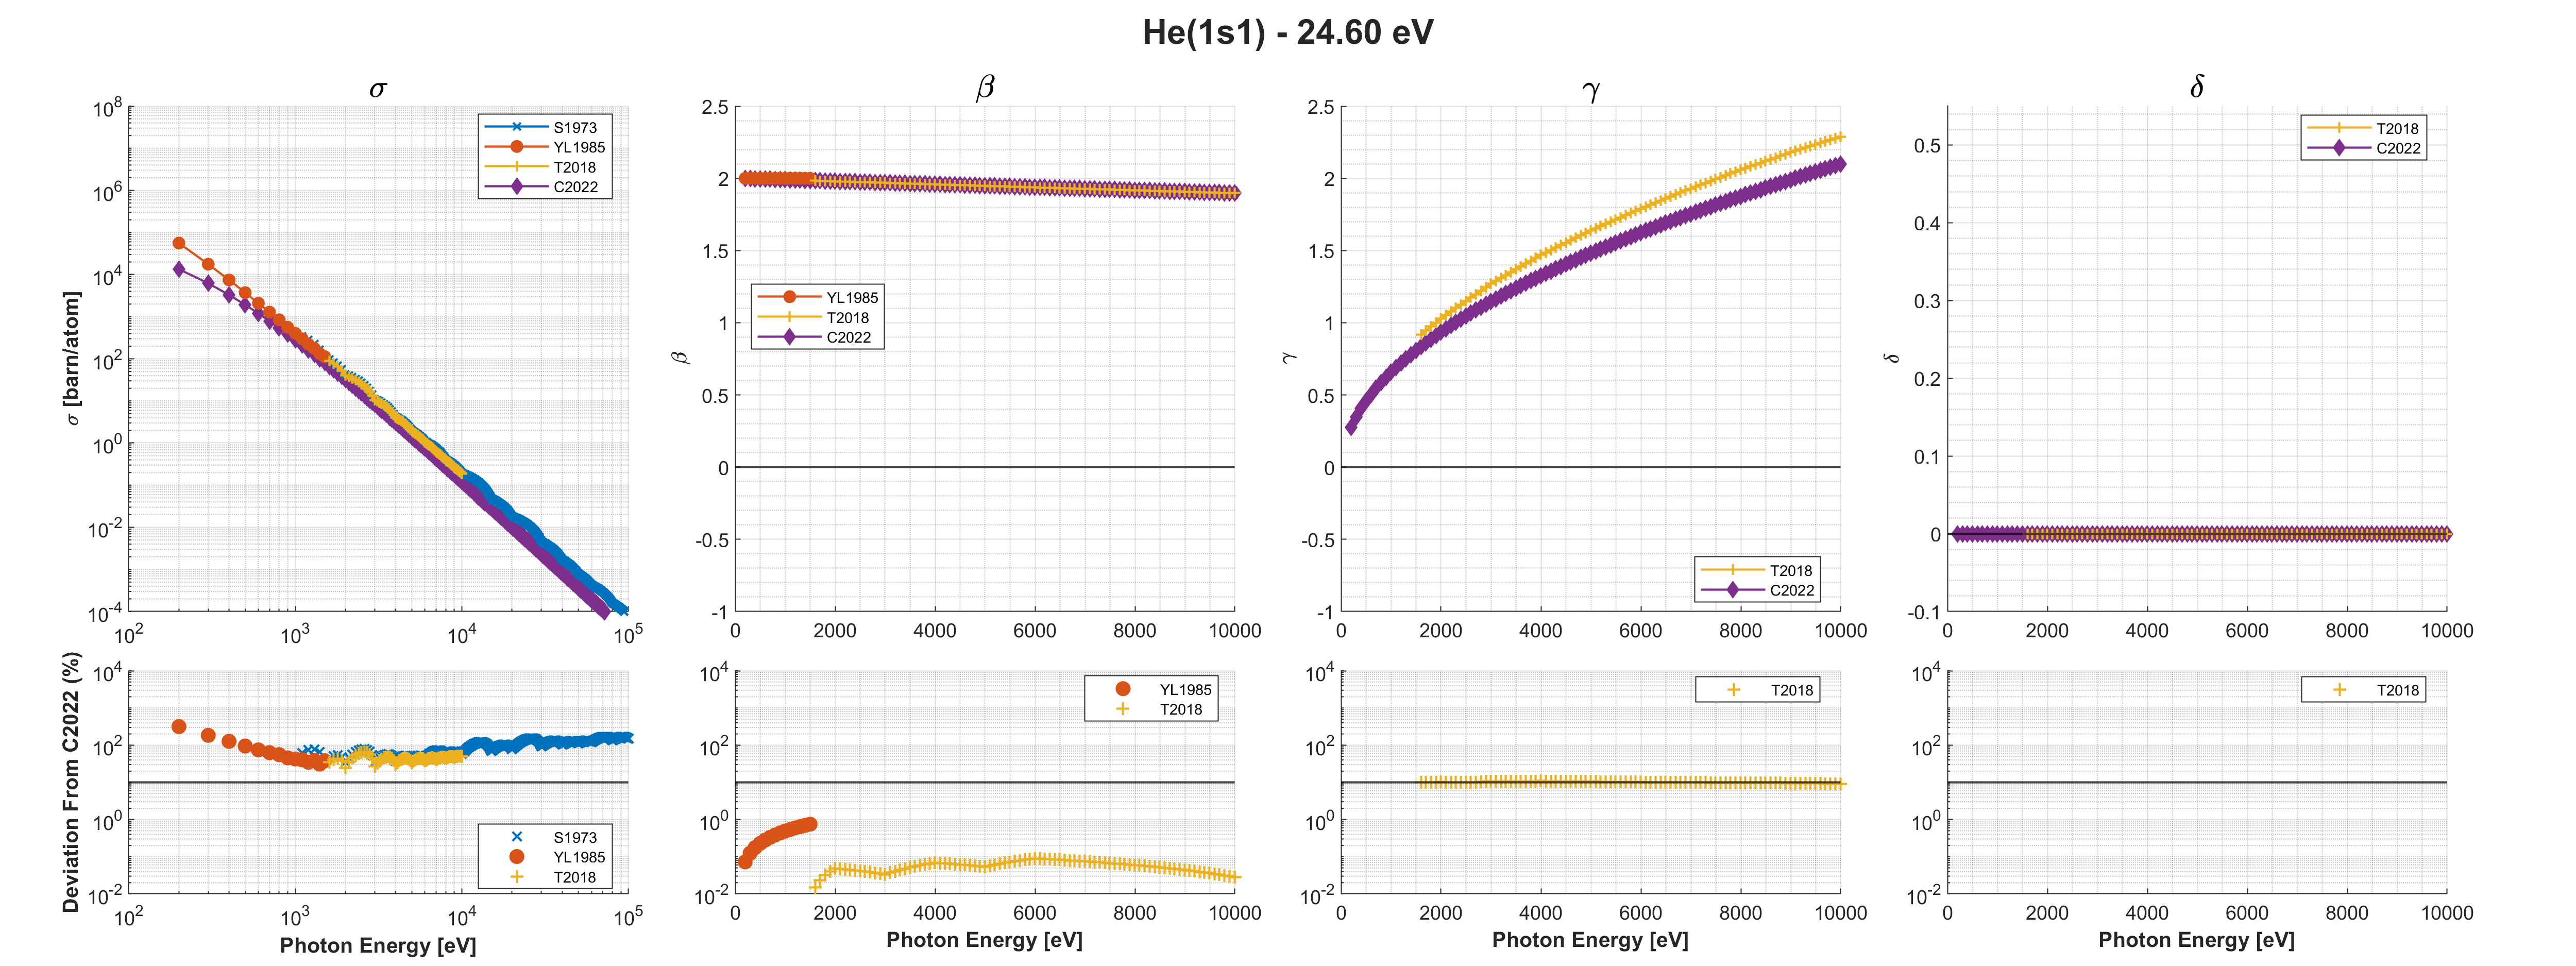 He(1s1) - 24.60 eV
σ
10^8
10^6
10^4
10^2
10^0
10^-2
10^-4
σ [barn/atom]
10^2
10^3
10^4
10^5
S1973
YL1985
T2018
C2022
β
2.5
2
1.5
1
0.5
0
-0.5
-1
β
0
2000
4000
6000
8000
10000
YL1985
T2018
C2022
γ
2.5
2
1.5
1
0.5
0
-0.5
-1
γ
0
2000
4000
6000
8000
10000
T2018
C2022
δ
0.5
0.4
0.3
0.2
0.1
0
-0.1
δ
0
2000
4000
6000
8000
10000
T2018
C2022
Deviation From C2022 (%)
10^4
10^2
10^0
10^-2
10^2
10^3
10^4
10^5
S1973
YL1985
T2018
Photon Energy [eV]
10^4
10^2
10^0
10^-2
0
2000
4000
6000
8000
10000
YL1985
T2018
Photon Energy [eV]
10^4
10^2
10^0
10^-2
0
2000
4000
6000
8000
10000
T2018
Photon Energy [eV]
10^4
10^2
10^0
10^-2
0
2000
4000
6000
8000
10000
T2018
Photon Energy [eV]